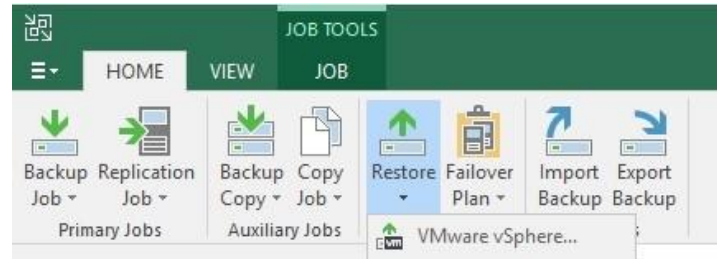 JOB TOOLS
HOME VIEW JOB
Backup Replication Backup Copy Restore Failover Import Export
Job Job Copy Job Plan Backup Backup
Primary Jobs Auxiliary Jobs
VMware vSphere...